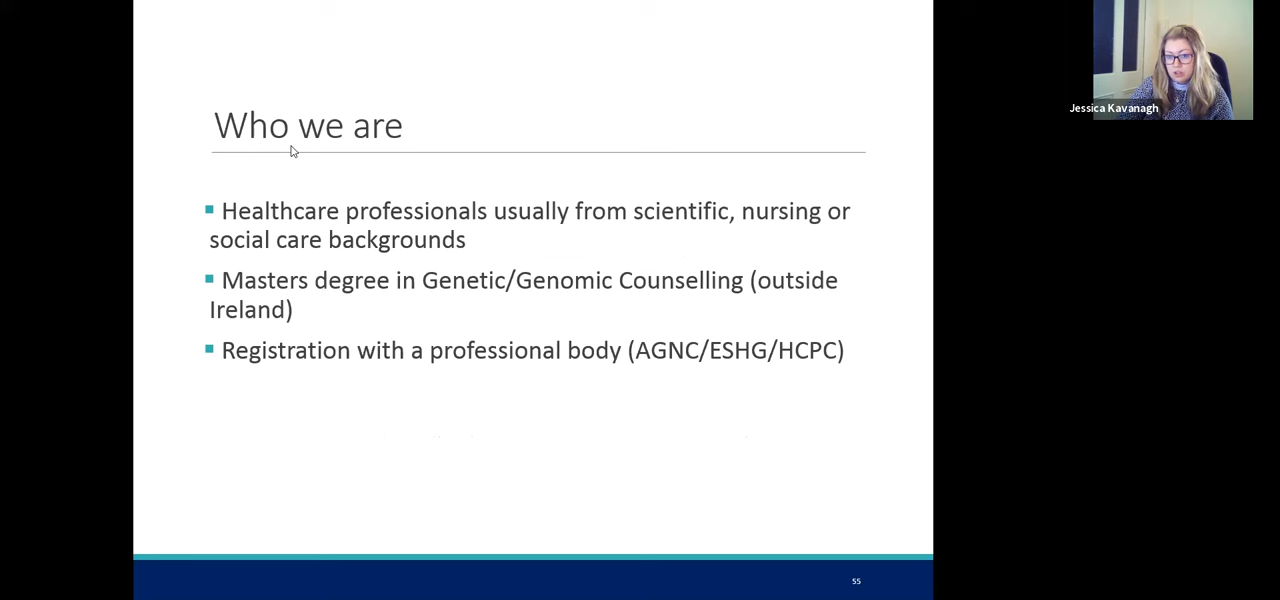 Who we are
Healthcare professionals usually from scientific, nursing or
social care backgrounds
Masters degree in Genetic/Genomic Counselling (outside
Ireland)
Registration with a professional body (AGNC/ESHG/HCPC)
55
Jessica Kavanagh